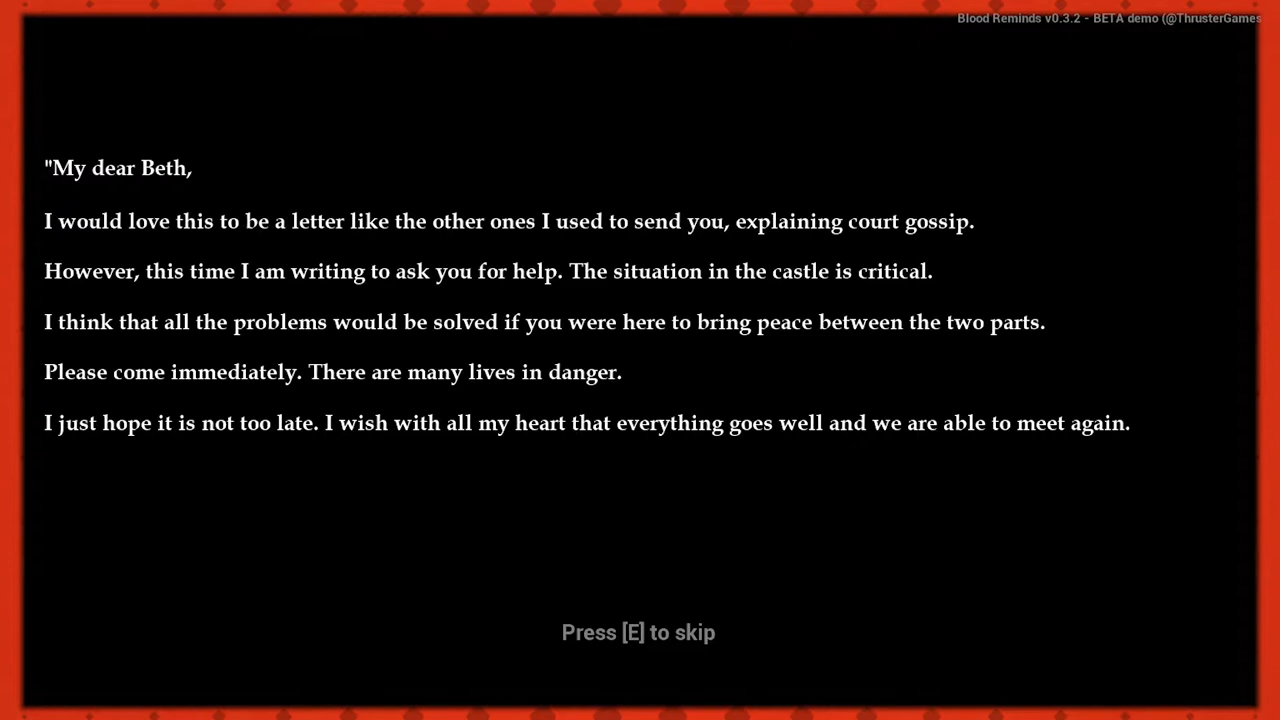 Blood Reminds v0.3.2 - BETA demo (@ThrusterGames
"My dear Beth,
I would love this to be a letter like the other ones I used to send you, explaining court gossip.
However, this time I am writing to ask you for help. The situation in the castle is critical.
I think that all the problems would be solved if you were here to bring peace between the two parts.
Please come immediately. There are many lives in danger.
I just hope it is not too late. I wish with all my heart that everything goes well and we are able to meet again.
Press [E] to skip